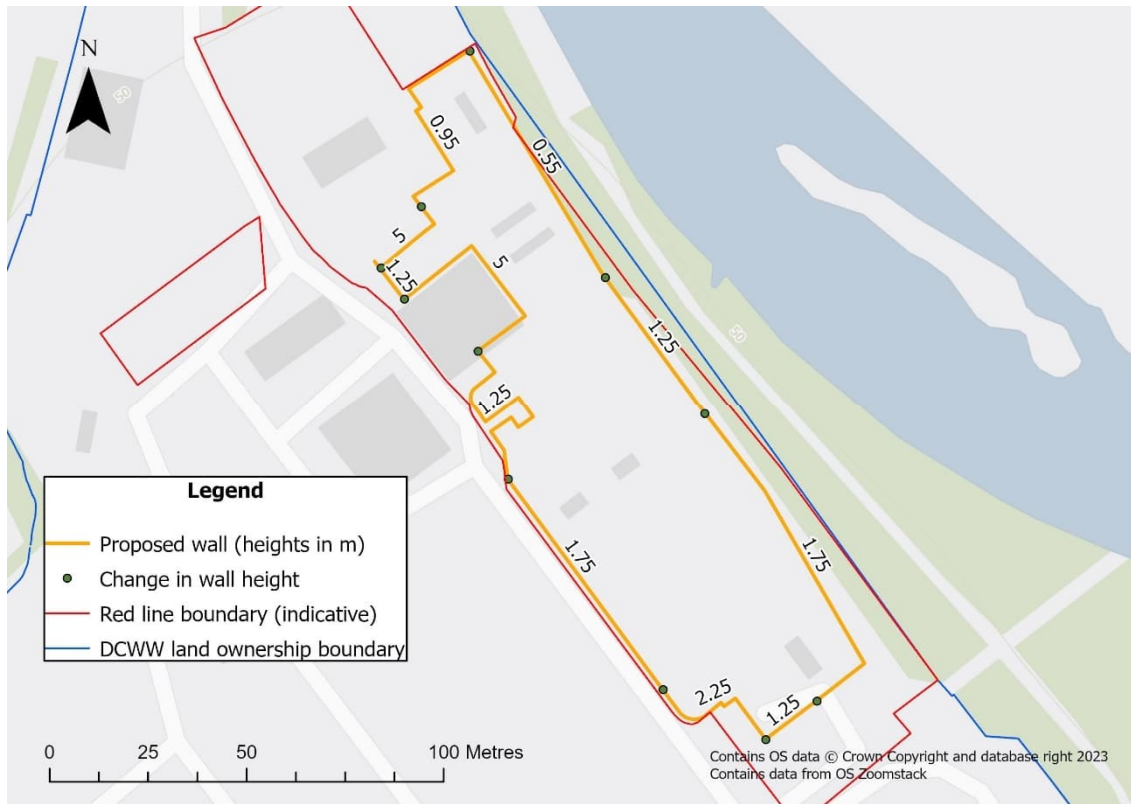 N
50
0.95
0.55
5
1.25
5
1.25
50
1.25
1.75
1.75
2.25
1.25
Legend
Proposed wall (heights in m)
Change in wall height
Red line boundary (indicative)
DCWW land ownership boundary
0 25 50 100 Metres
Contains OS data © Crown Copyright and database right 2023
Contains data from OS Zoomstack